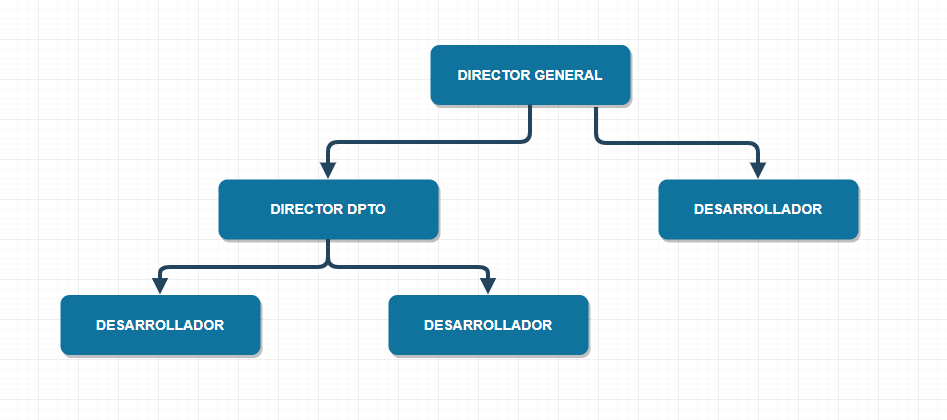 DIRECTOR GENERAL
DIRECTOR DPTO
DESARROLLADOR
DESARROLLADOR
DESARROLLADOR